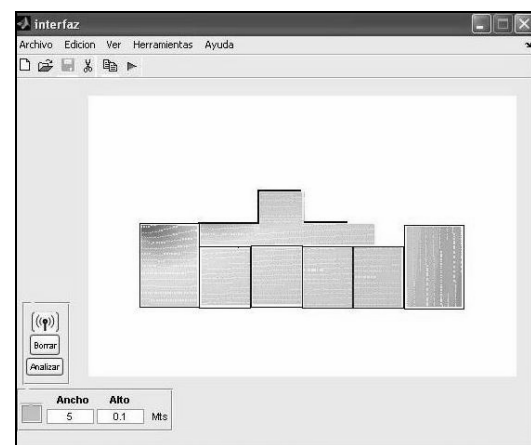 interfaz
Archivo Edicion Ver Herramientas Ayuda
Borrar
Analizar
Ancho Alto
5 0.1 Mts